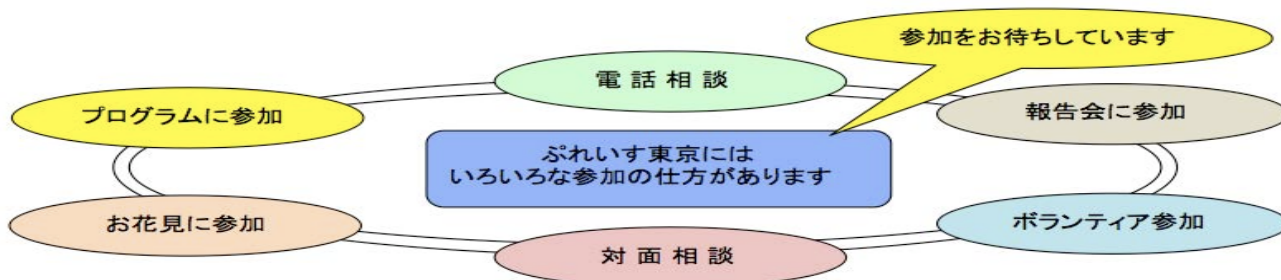 参加をお待ちしています
電話相談
プログラムに参加
報告会に参加
ぷれいす東京には
いろいろな参加の仕方があります
お花見に参加
ボランティア参加
対面相談